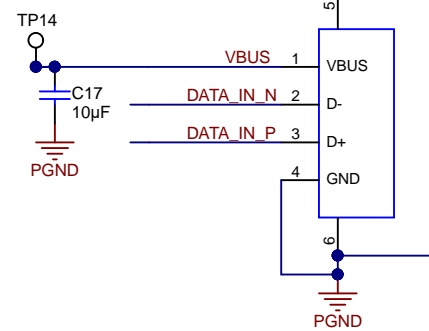 5
TP14
VBUS 1 VBUS
C17
10µF
DATA_IN_N 2 D-
DATA_IN_P 3 D+
PGND
4 GND
6
PGND